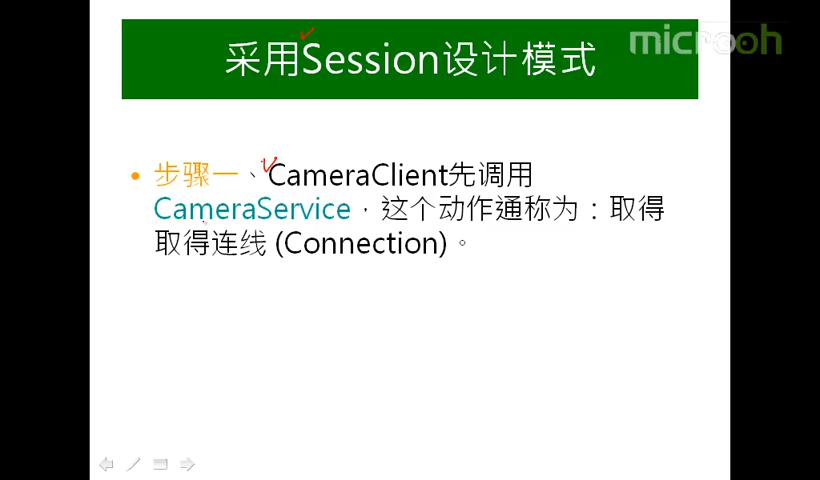 microoh
采用Session设计模式
• 步骤一、CameraClient先调用
CameraService，这个动作通称为：取得
取得连线 (Connection)。